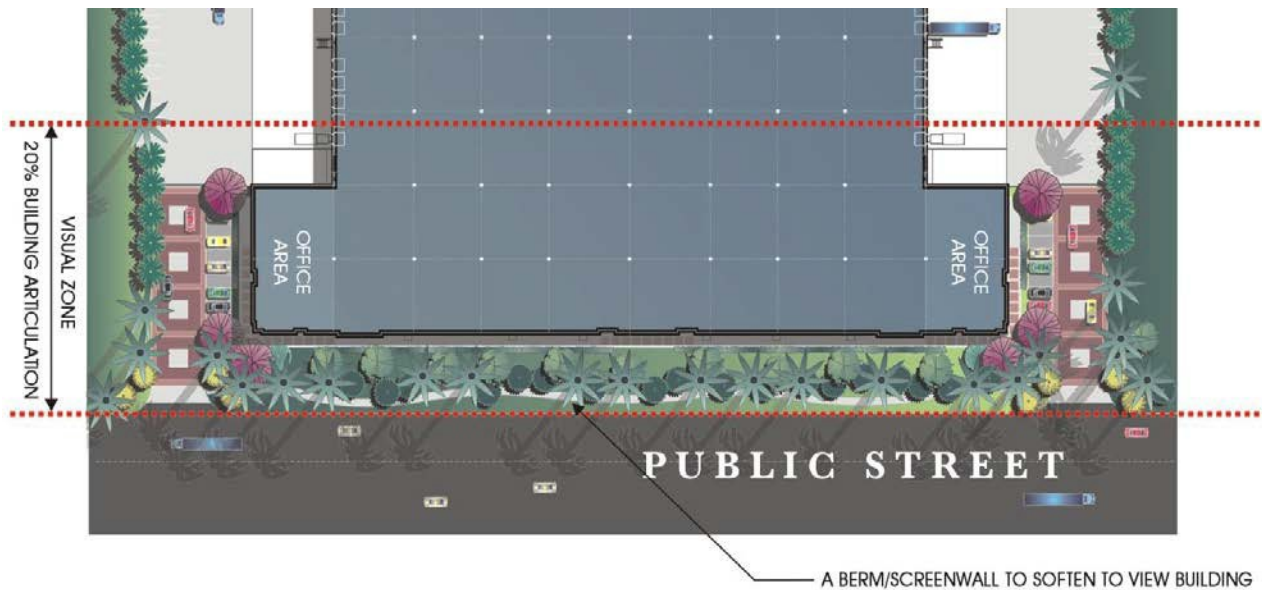 20% BUILDING ARTICULATION
VISUAL ZONE
OFFICE
AREA
OFFICE
AREA
PUBLIC STREET
A BERM/SCREENWALL TO SOFTEN TO VIEW BUILDING